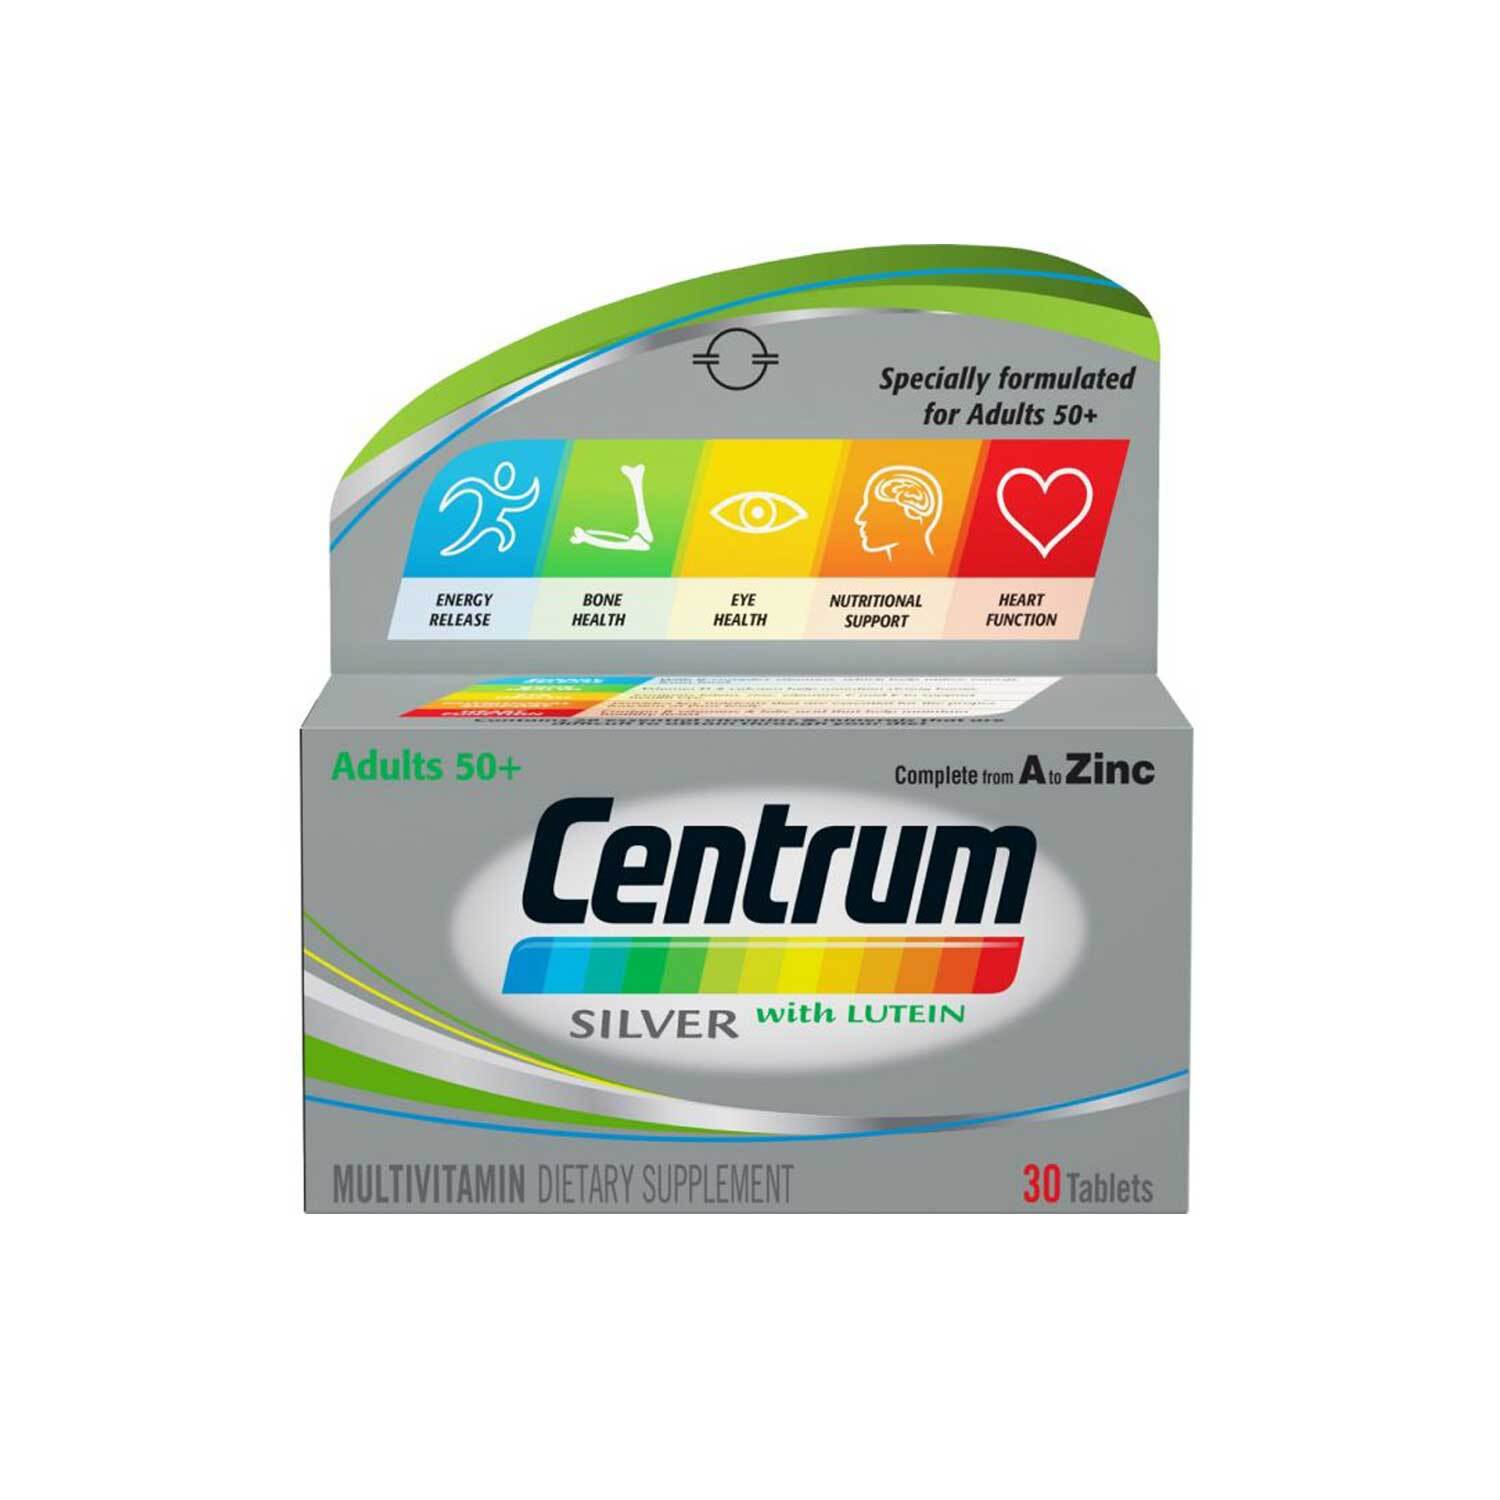 Specially formulated
for Adults 50+
ENERGY
RELEASE
BONE
HEALTH
EYE
HEALTH
NUTRITIONAL
SUPPORT
HEART
FUNCTION
Adults 50+
Complete from A to Zinc
Centrum
SILVER with LUTEIN
MULTIVITAMIN DIETARY SUPPLEMENT
30 Tablets